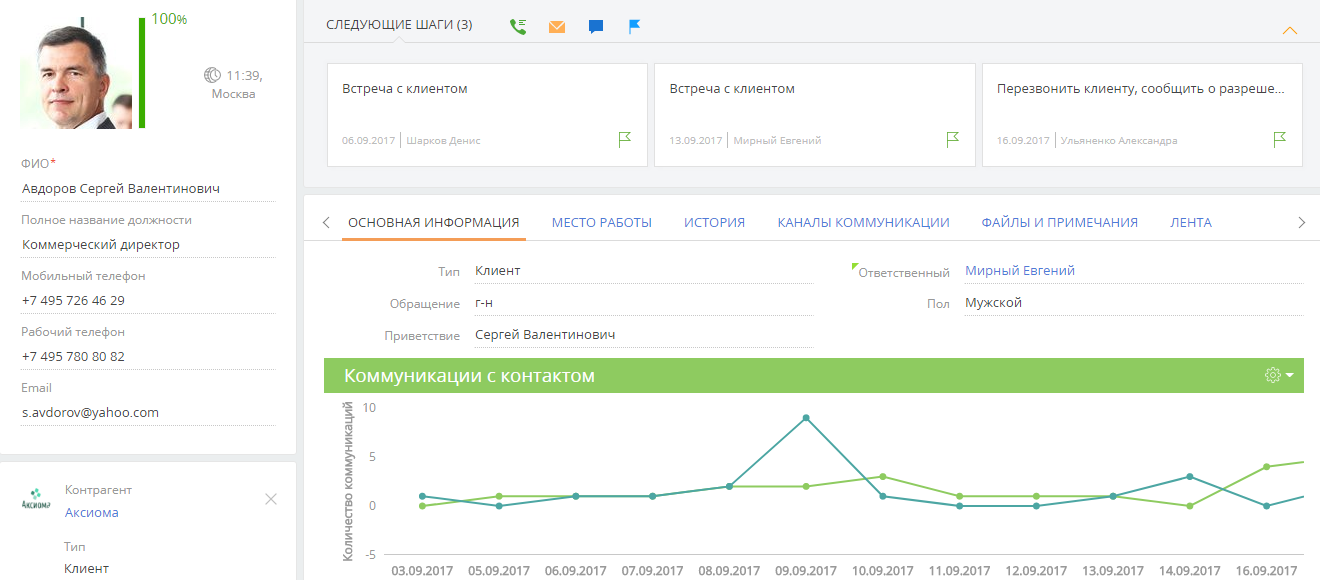 100%
11:39,
Москва
ФИО*
Авдоров Сергей Валентинович
Полное название должности
Коммерческий директор
Мобильный телефон
+7 495 726 46 29
Рабочий телефон
+7 495 780 80 82
Email
s.avdorov@yahoo.com
Аксиома
Контрагент
Аксиома
Тип
Клиент
СЛЕДУЮЩИЕ ШАГИ (3)
Встреча с клиентом
06.09.2017 Шарков Денис
Встреча с клиентом
13.09.2017 Мирный Евгений
Перезвонить клиенту, сообщить о разреше...
16.09.2017 Ульяненко Александра
ОСНОВНАЯ ИНФОРМАЦИЯ МЕСТО РАБОТЫ ИСТОРИЯ КАНАЛЫ КОММУНИКАЦИИ ФАЙЛЫ И ПРИМЕЧАНИЯ ЛЕНТА
Тип Клиент
Ответственный Мирный Евгений
Обращение г-н
Пол Мужской
Приветствие Сергей Валентинович
Коммуникации с контактом
Количество коммуникаций
10
5
0
-5
03.09.2017 05.09.2017 06.09.2017 07.09.2017 08.09.2017 09.09.2017 10.09.2017 11.09.2017 12.09.2017 13.09.2017 14.09.2017 16.09.2017